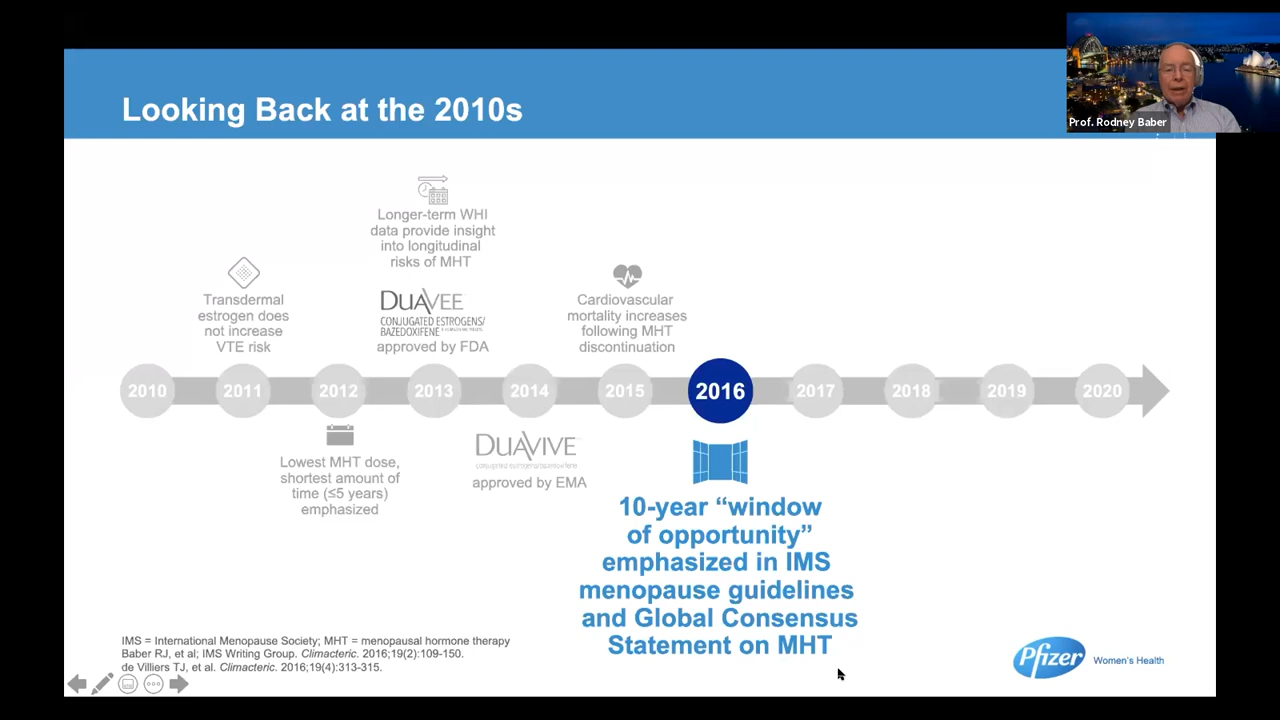 Looking Back at the 2010s
Prof. Rodney Baber
Longer-term WHI
data provide insight
into longitudinal
risks of MHT
Transdermal
estrogen does
not increase
VTE risk
DUAVEE
CONJUGATED ESTROGENS/
BAZEDOXIFENE
approved by FDA
Cardiovascular
mortality increases
following MHT
discontinuation
2010
2011
2012
2013
2014
2015
2016
2017
2018
2019
2020
Lowest MHT dose,
shortest amount of
time (≤5 years)
emphasized
DUAVIVE
conjugated estrogens/bazedoxifene
approved by EMA
10-year “window
of opportunity”
emphasized in IMS
menopause guidelines
and Global Consensus
Statement on MHT
IMS = International Menopause Society; MHT = menopausal hormone therapy
Baber RJ, et al; IMS Writing Group. Climacteric. 2016;19(2):109-150.
de Villiers TJ, et al. Climacteric. 2016;19(4):313-315.
Pfizer
Women's Health